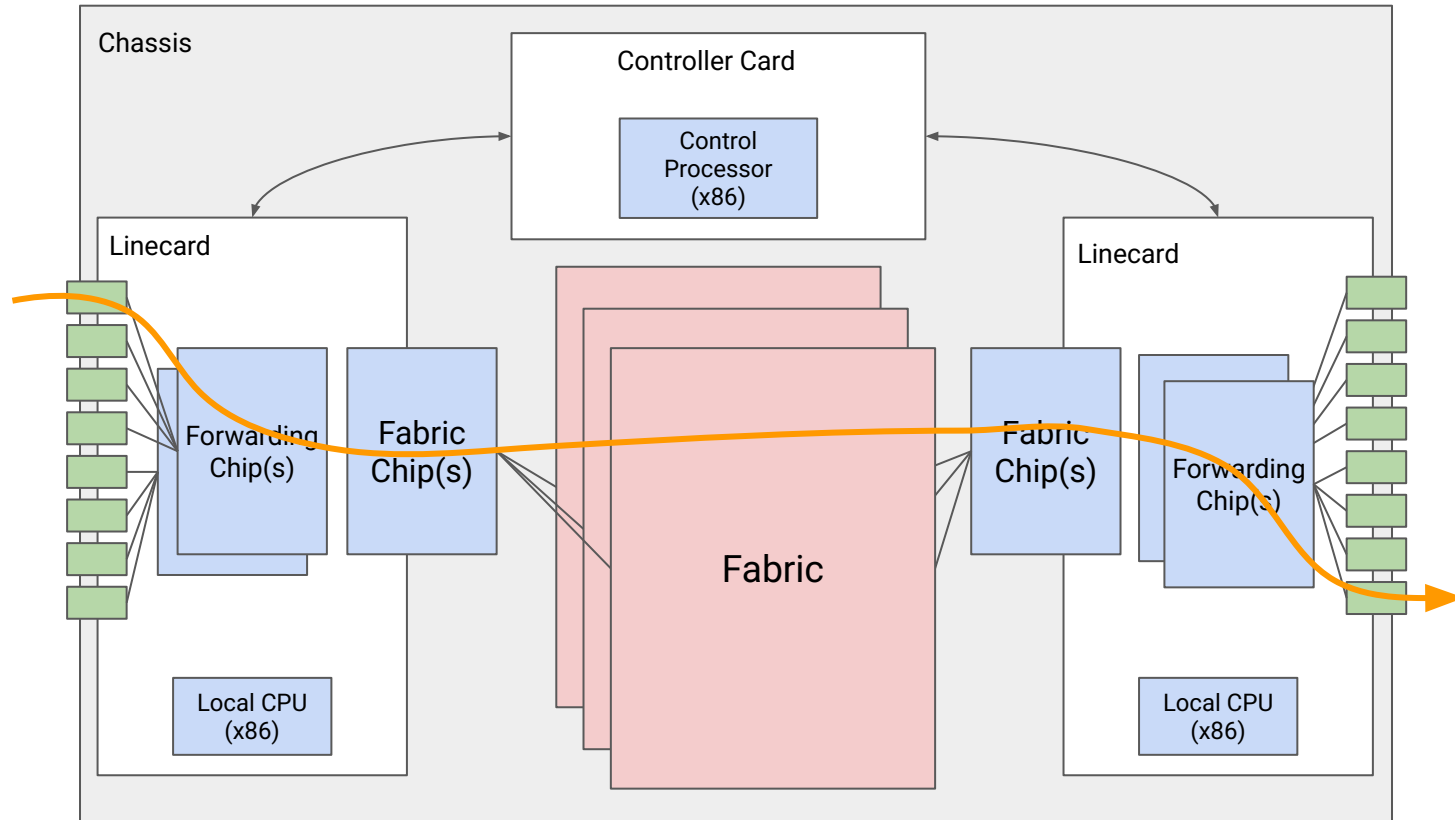 Chassis
Controller Card
Control
Processor
(x86)
Linecard
Linecard
Forwarding
Chip(s)
Fabric
Chip(s)
Fabric
Chip(s)
Forwarding
Chip(s)
Fabric
Local CPU
(x86)
Local CPU
(x86)